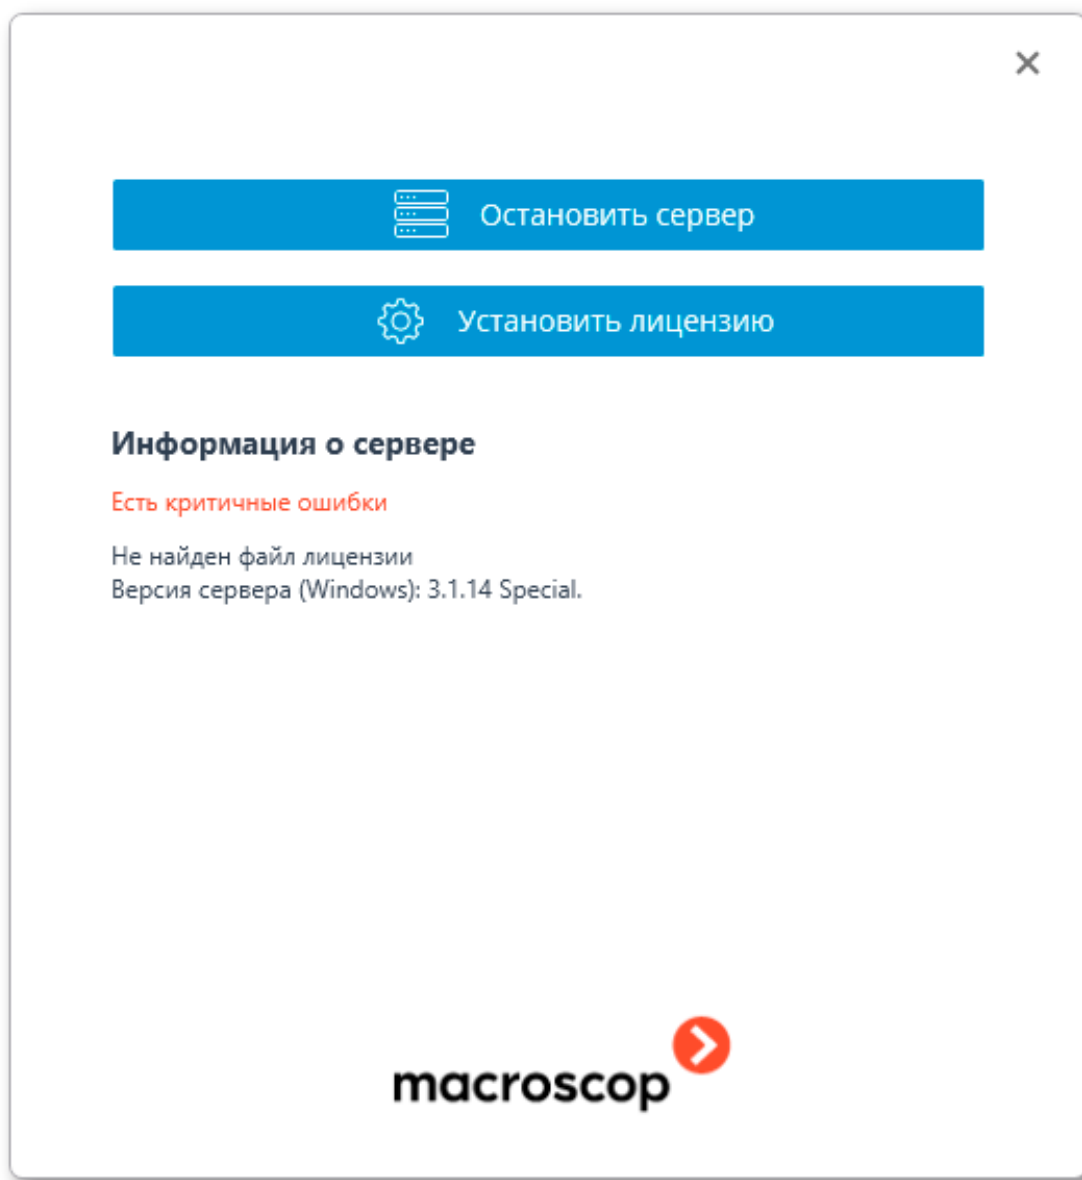 Остановить сервер
Установить лицензию
Информация о сервере
Есть критичные ошибки
Не найден файл лицензии
Версия сервера (Windows): 3.1.14 Special.
macroscop